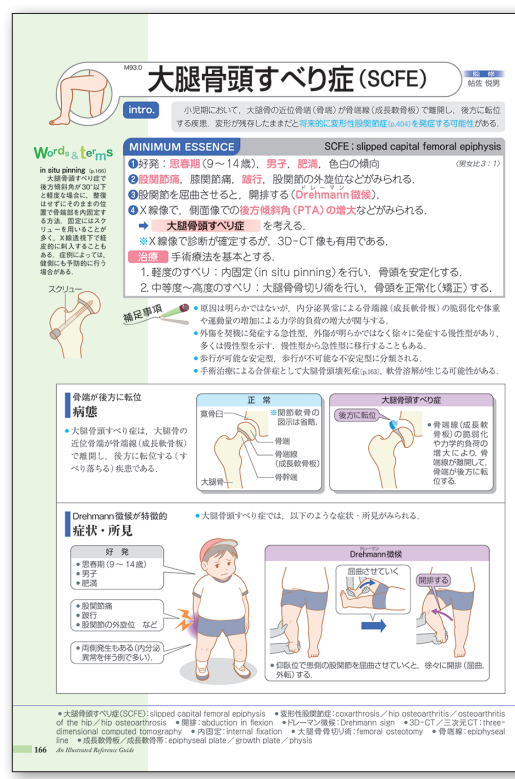 M93.0
大腿骨頭すべり症(SCFE)
監修
帖佐 悦男
intro.
小児期において，大腿骨の近位骨端(骨端)が骨端線(成長軟骨板)で離開し，後方に転位
する疾患．変形が残存したままだと将来的に変形性股関節症(p.404)を発症する可能性がある．
Words & terms
in situ pinning (p.166)
大腿骨頭すべり症で
後方傾斜角が30°以下
と軽度な場合に，整復
はせずにそのままの位
置で骨端部を内固定す
る方法．固定にはスク
リューを用いることが
多く，X線透視下で経
皮的に刺入することも
ある．症例によっては，
健側にも予防的に行う
場合がある．
スクリュー
MINIMUM ESSENCE
SCFE：slipped capital femoral epiphysis
❶好発：思春期(9～14歳)，男子，肥満，色白の傾向
(男女比3：1)
❷股関節痛，膝関節痛，跛行，股関節の外旋位などがみられる．
ドレーマン
❸股関節を屈曲させると，開排する(Drehmann徴候)．
❹X線像で，側面像での後方傾斜角(PTA)の増大などがみられる．
➡ 大腿骨頭すべり症 を考える．
※X線像で診断が確定するが，3D-CT像も有用である．
治療 手術療法を基本とする．
1. 軽度のすべり：内固定(in situ pinning)を行い，骨頭を安定化する．
2. 中等度～高度のすべり：大腿骨骨切り術を行い，骨頭を正常化(矯正)する．
補足事項
●原因は明らかではないが，内分泌異常による骨端線(成長軟骨板)の脆弱化や体重
や運動量の増加による力学的負荷の増大が関与する．
●外傷を契機に発症する急性型，外傷が明らかではなく徐々に発症する慢性型があり，
多くは慢性型を示す．慢性型から急性型に移行することもある．
●歩行が可能な安定型，歩行が不可能な不安定型に分類される．
●手術治療による合併症として大腿骨頭壊死症(p.163)，軟骨溶解が生じる可能性がある．
骨端が後方に転位
病態
●大腿骨頭すべり症は，大腿骨の
近位骨端が骨端線(成長軟骨板)
で離開し，後方に転位する(す
べり落ちる)疾患である．
正 常
寛骨臼
※関節軟骨の
図示は省略．
骨端
骨端線
(成長軟骨板)
骨幹端
大腿骨
大腿骨頭すべり症
後方に転位
●骨端線(成長軟
骨板)の脆弱化
や力学的負荷の
増大により，骨
端線が離開して，
骨端が後方に転
位する．
Drehmann徴候が特徴的
症状・所見
●大腿骨頭すべり症では，以下のような症状・所見がみられる．
好 発
●思春期(9～14歳)
●男子
●肥満
●股関節痛
●跛行
●股関節の外旋位 など
●両側発生もある(内分泌
異常を伴う例で多い)．
ドレーマン
Drehmann徴候
屈曲させていく
開排する
●仰臥位で患側の股関節を屈曲させていくと，徐々に開排(屈曲，
外転)する．
●大腿骨頭すべり症(SCFE)：slipped capital femoral epiphysis ●変形性股関節症：coxarthrosis／hip osteoarthritis／osteoarthritis
of the hip／hip osteoarthrosis ●開排：abduction in flexion ●ドレーマン徴候：Drehmann sign ●3D-CT／三次元CT：three-
dimensional computed tomography ●内固定：internal fixation ●大腿骨骨切り術：femoral osteotomy ●骨端線：epiphyseal
line ●成長軟骨板／成長軟骨帯：epiphyseal plate／growth plate／physis
166 An Illustrated Reference Guide